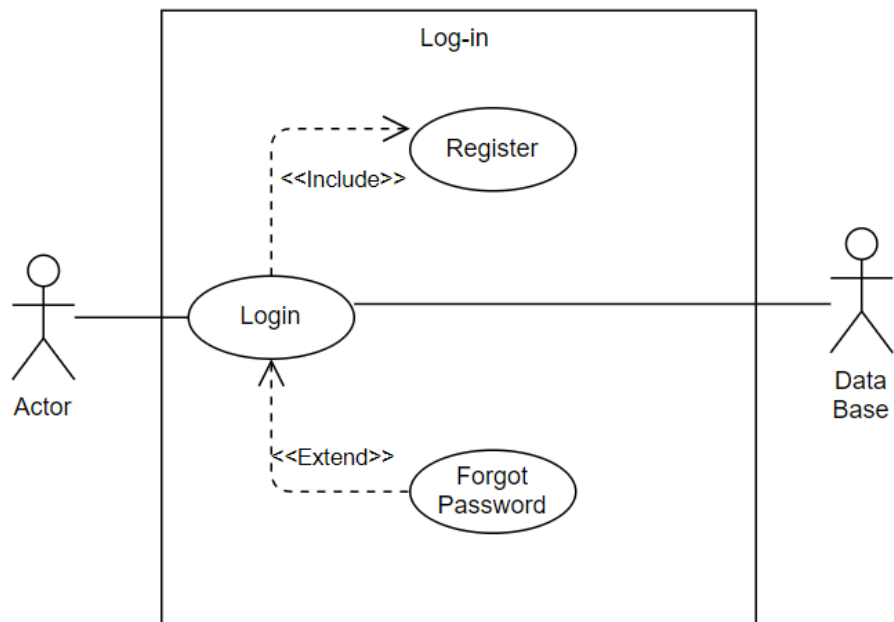 Log-in
Register
<<Include>>
Login
Actor
Data
Base
<<Extend>>
Forgot
Password